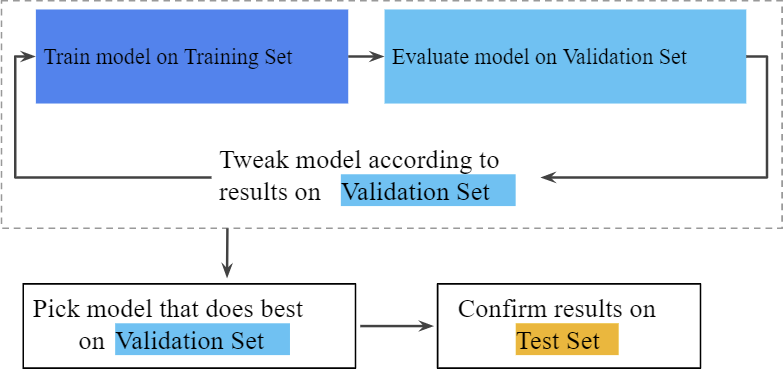 Train model on Training Set
Evaluate model on Validation Set
Tweak model according to
results on Validation Set
Pick model that does best
on Validation Set
Confirm results on
Test Set